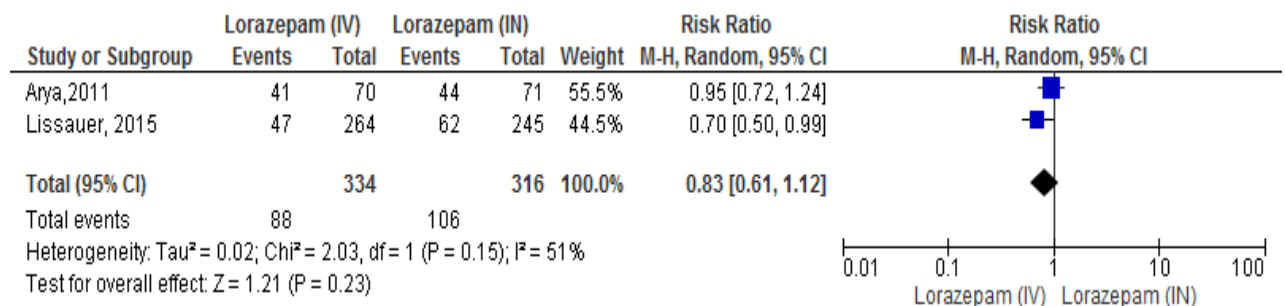 Lorazepam (IV) Lorazepam (IN) Risk Ratio Risk Ratio
Study or Subgroup Events Total Events Total Weight M-H, Random, 95% CI M-H, Random, 95% CI
Arya,2011 41 70 44 71 55.5% 0.95 [0.72, 1.24]
Lissauer, 2015 47 264 62 245 44.5% 0.70 [0.50, 0.99]
Total (95% CI) 334 316 100.0% 0.83 [0.61, 1.12]
Total events 88 106
Heterogeneity: Tau² = 0.02; Chi² = 2.03, df = 1 (P = 0.15); I² = 51%
Test for overall effect: Z = 1.21 (P = 0.23)
0.01 0.1 1 10 100
Lorazepam (IV) Lorazepam (IN)